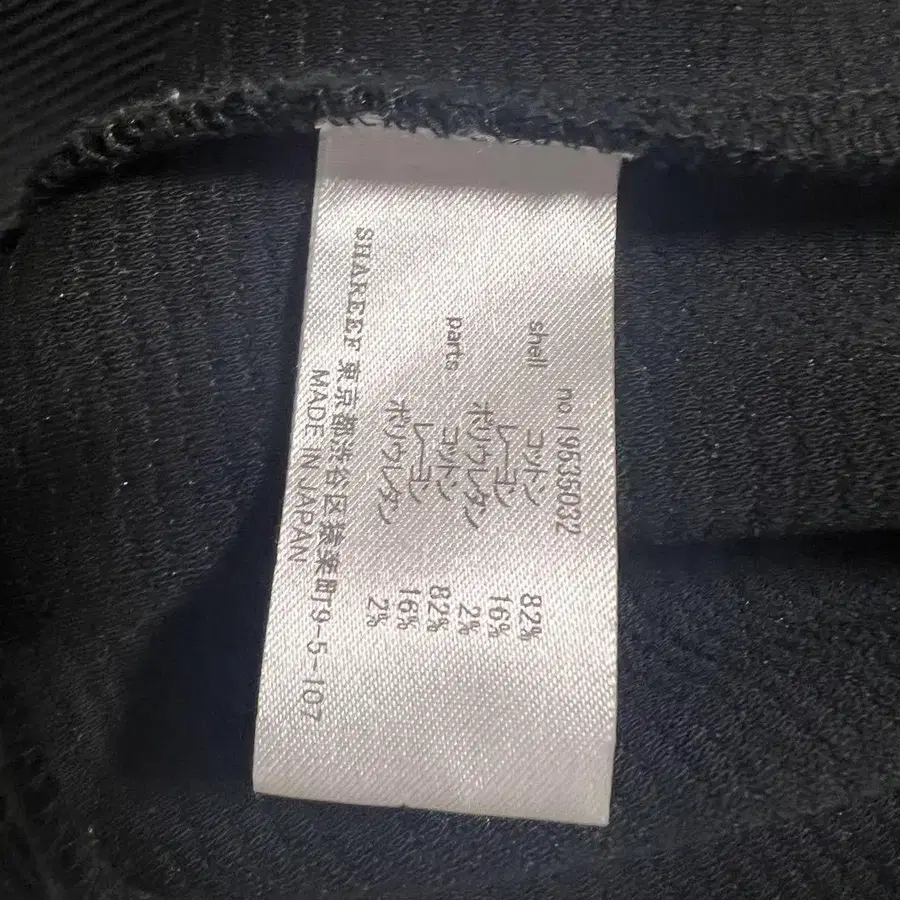 no 19535032
shell コットン 82%
レーヨン 16%
ポリウレタン 2%
parts コットン 82%
レーヨン 16%
ポリウレタン 2%
SHAREEF 東京都渋谷区猿楽町9-5-107
MADE IN JAPAN